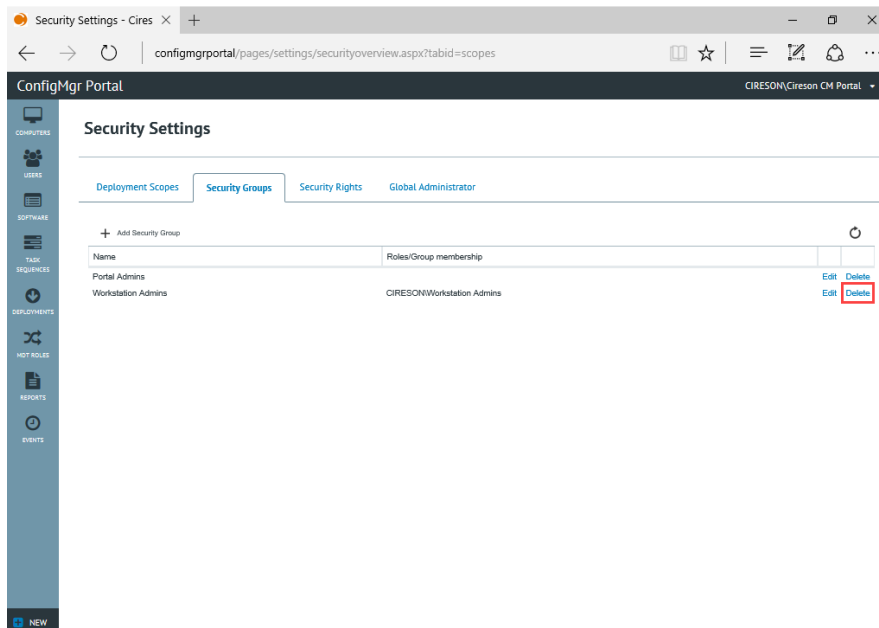 Security Settings - Cires
configmgrportal/pages/settings/securityoverview.aspx?tabid=scopes
ConfigMgr Portal
CIRESON\Cireson CM Portal
COMPUTERS
USERS
SOFTWARE
TASK
SEQUENCES
DEPLOYMENTS
MDT ROLES
REPORTS
EVENTS
NEW
Security Settings
Deployment Scopes Security Groups Security Rights Global Administrator
Add Security Group
Name Roles/Group membership
Portal Admins Edit Delete
Workstation Admins CIRESON\Workstation Admins Edit Delete